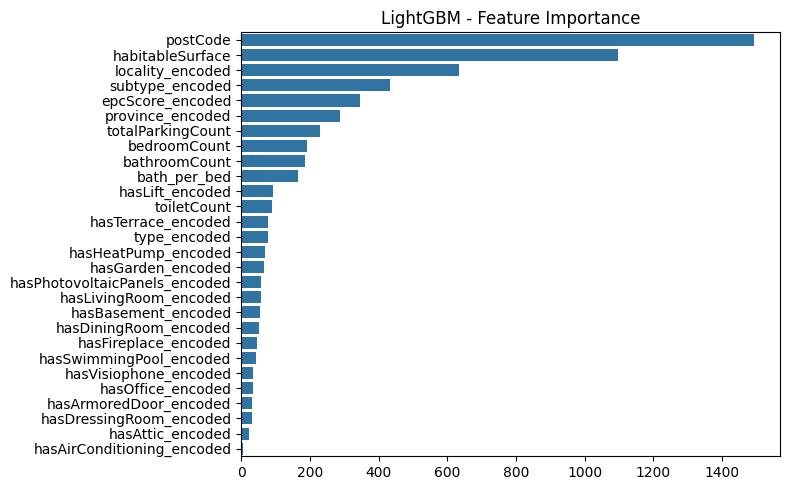 LightGBM - Feature Importance
postCode
habitableSurface
locality_encoded
subtype_encoded
epcScore_encoded
province_encoded
totalParkingCount
bedroomCount
bathroomCount
bath_per_bed
hasLift_encoded
toiletCount
hasTerrace_encoded
type_encoded
hasHeatPump_encoded
hasGarden_encoded
hasPhotovoltaicPanels_encoded
hasLivingRoom_encoded
hasBasement_encoded
hasDiningRoom_encoded
hasFireplace_encoded
hasSwimmingPool_encoded
hasVisiophone_encoded
hasOffice_encoded
hasArmoredDoor_encoded
hasDressingRoom_encoded
hasAttic_encoded
hasAirConditioning_encoded
0 200 400 600 800 1000 1200 1400